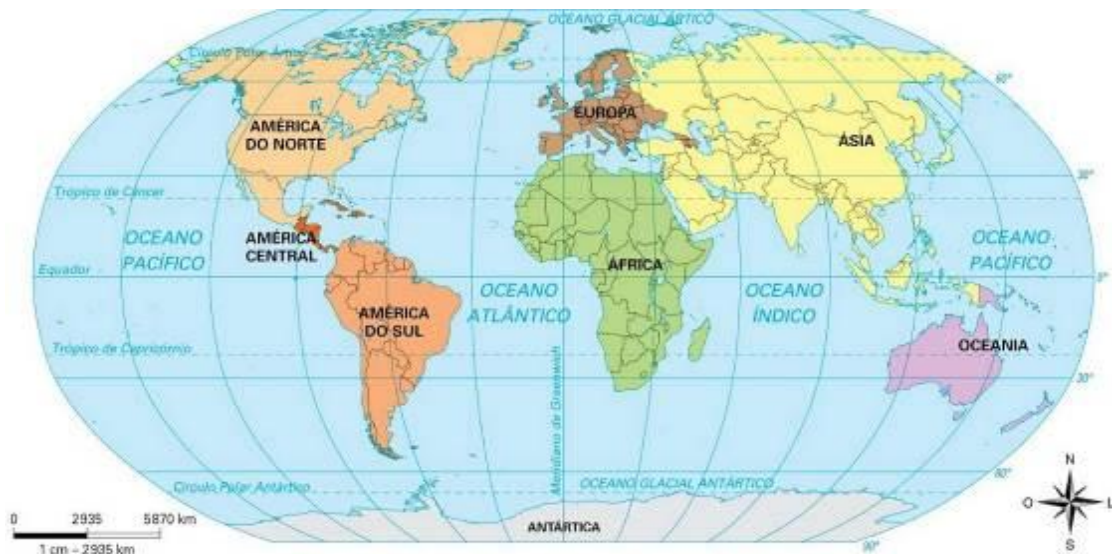 OCEANO GLACIAL ÁRTICO
Círculo Polar Ártico
60°
EUROPA
AMÉRICA
DO NORTE
ÁSIA
30°
Trópico de Câncer
OCEANO
PACÍFICO
AMÉRICA
CENTRAL
OCEANO
PACÍFICO
Equador
ÁFRICA
0°
OCEANO
ATLÂNTICO
OCEANO
ÍNDICO
AMÉRICA
DO SUL
OCEANIA
Trópico de Capricórnio
30°
Meridiano de Greenwich
60°
Círculo Polar Antártico
OCEANO GLACIAL ANTÁRTICO
ANTÁRTICA
90°
N
O
L
S
0 2935 5870 km
1 cm – 2935 km